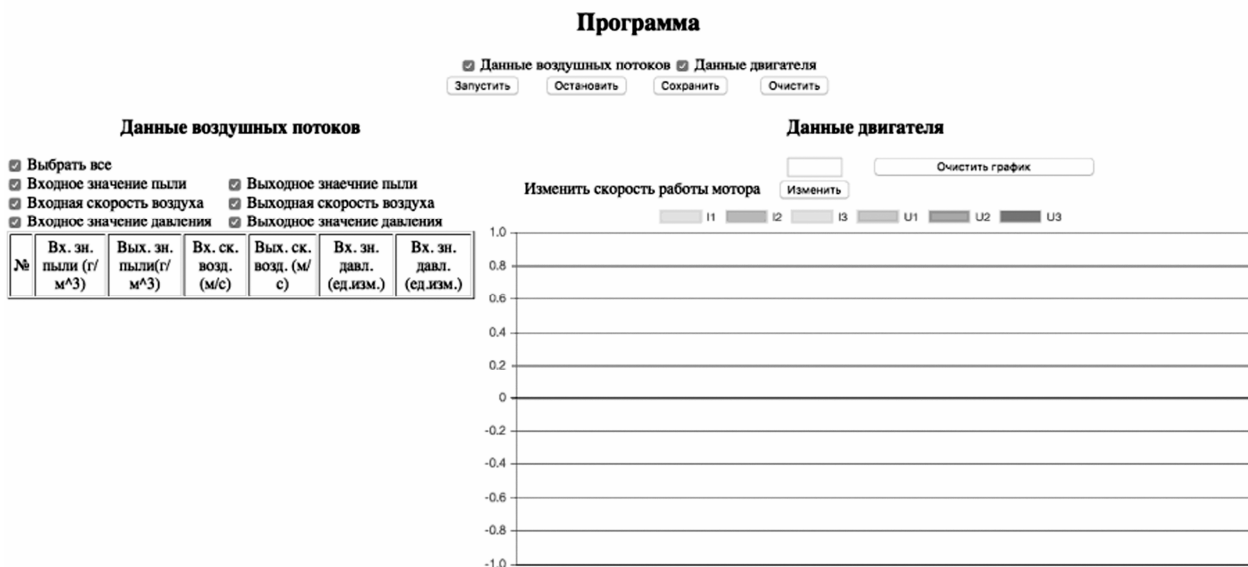 Программа
Данные воздушных потоков Данные двигателя
Запустить Остановить Сохранить Очистить
Данные воздушных потоков
Выбрать все
Входное значение пыли Выходное знаечние пыли
Входная скорость воздуха Выходная скорость воздуха
Входное значение давления Выходное значение давления
№ Вх. зн. пыли (г/м^3) Вых. зн. пыли(г/м^3) Вх. ск. возд. (м/с) Вых. ск. возд. (м/с) Вх. зн. давл. (ед.изм.) Вх. зн. давл. (ед.изм.)
Данные двигателя
Очистить график
Изменить скорость работы мотора Изменить
I1 I2 I3 U1 U2 U3
1.0
0.8
0.6
0.4
0.2
0
-0.2
-0.4
-0.6
-0.8
-1.0